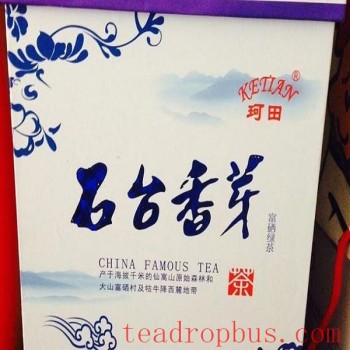 KETIAN®
珂田
石台香芽
富硒绿茶
CHINA FAMOUS TEA
产于海拔千米的仙寓山原始森林和
大山富硒村及牯牛降西麓地带
茶
teadropbus.com